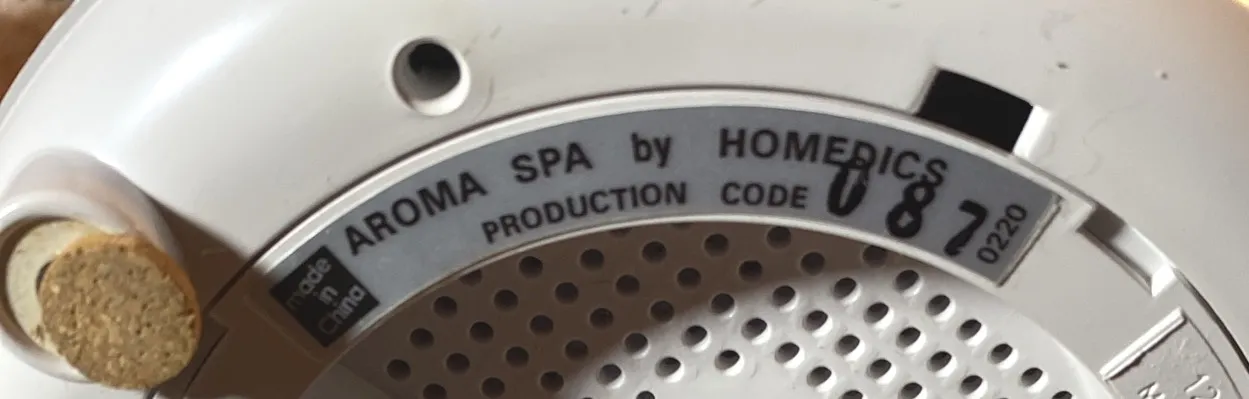 AROMA SPA by HOMEDICS
PRODUCTION CODE 087
0220
made
in
China